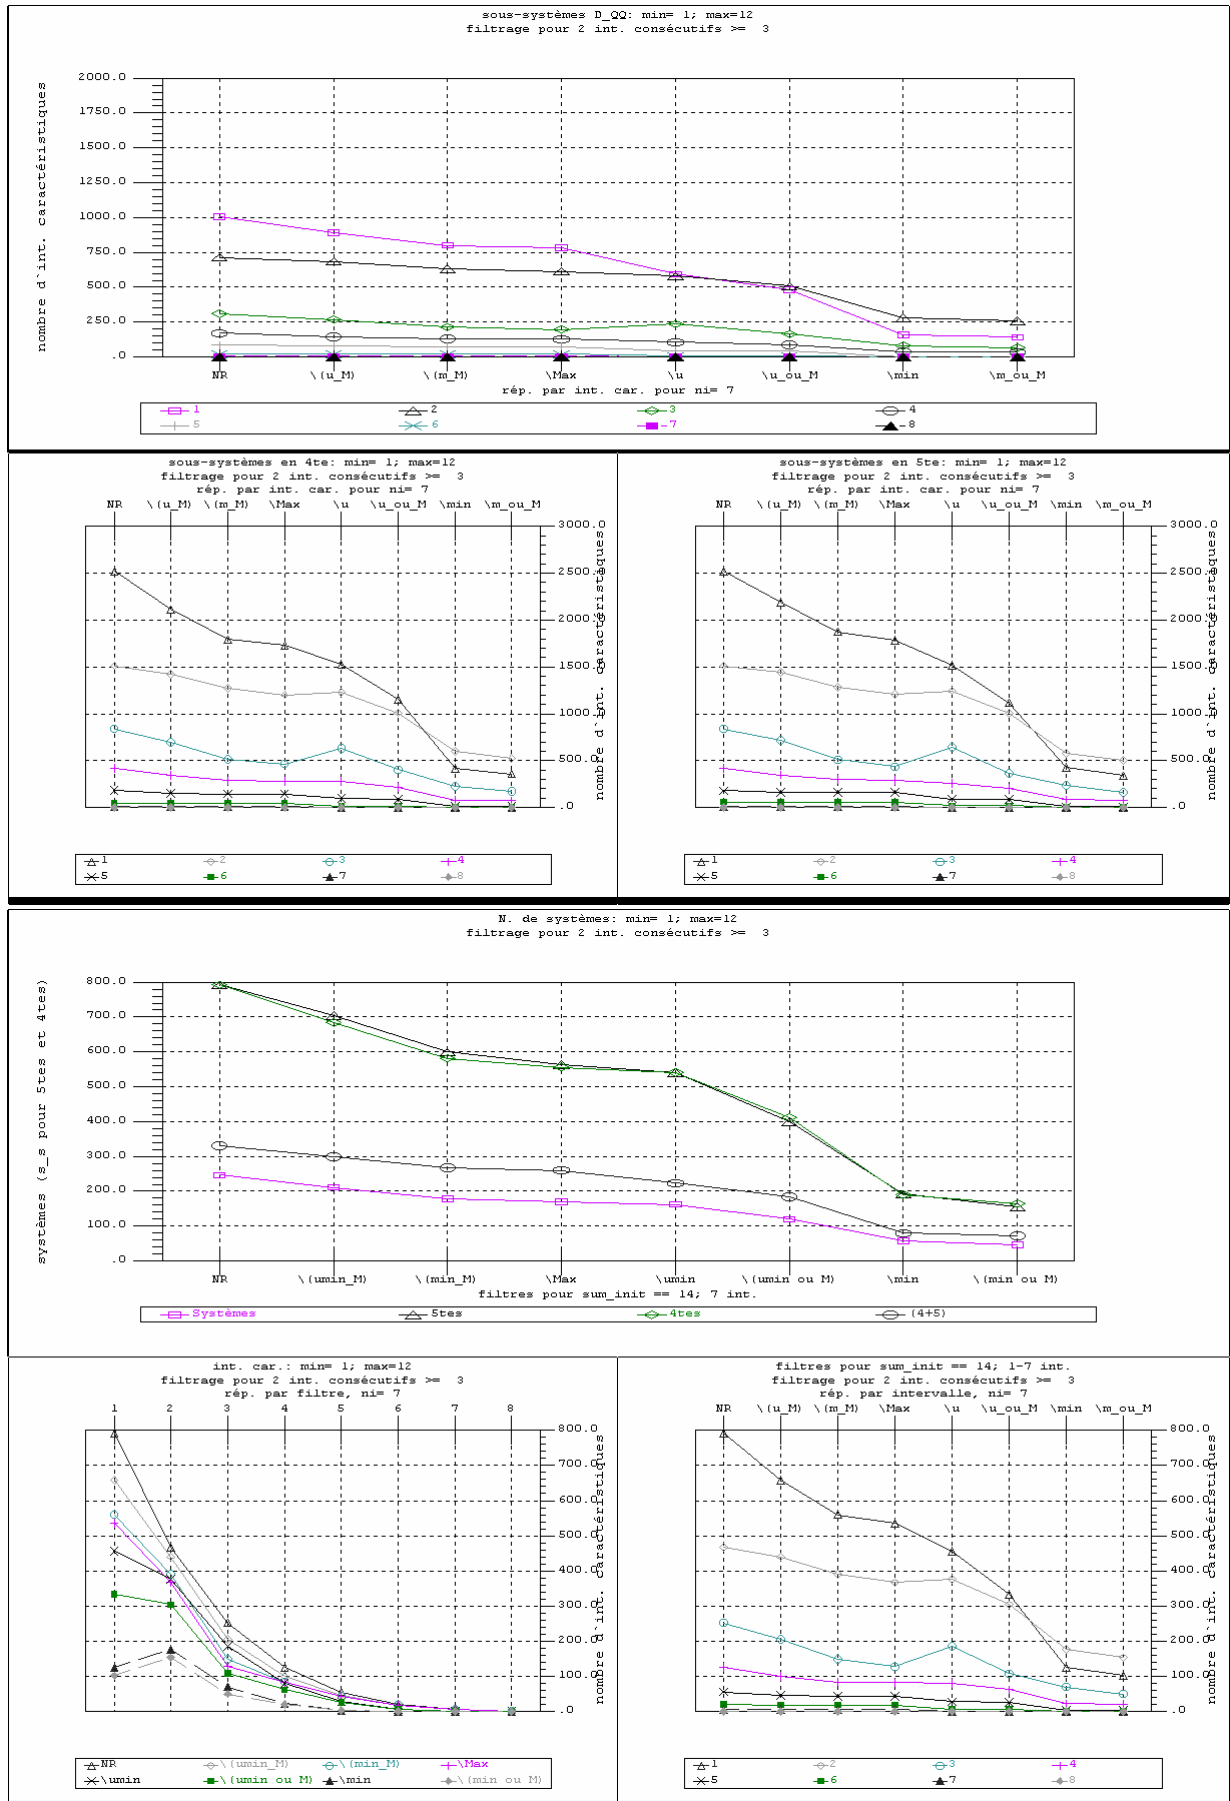 sous-systèmes D_QQ: min= 1; max=12
filtrage pour 2 int. consécutifs >=  3
nombre d`int. caractéristiques
2000.0
1750.0
1500.0
1250.0
1000.0
750.0
500.0
250.0
.0
NR \(u_M) \(m_M) \Max \u \u_ou_M \min \m_ou_M
rép. par int. car. pour ni= 7
1 2 3 4
5 6 7 8
sous-systèmes en 4te: min= 1; max=12
filtrage pour 2 int. consécutifs >=  3
rép. par int. car. pour ni= 7
NR \(u_M) \(m_M) \Max \u \u_ou_M \min \m_ou_M
3000.0
2500.0
2000.0
1500.0
1000.0
500.0
.0
nombre d`int. caractéristiques
1 2 3 4
5 6 7 8
sous-systèmes en 5te: min= 1; max=12
filtrage pour 2 int. consécutifs >=  3
rép. par int. car. pour ni= 7
NR \(u_M) \(m_M) \Max \u \u_ou_M \min \m_ou_M
3000.0
2500.0
2000.0
1500.0
1000.0
500.0
.0
nombre d`int. caractéristiques
1 2 3 4
5 6 7 8
N. de systèmes: min= 1; max=12
filtrage pour 2 int. consécutifs >=  3
systèmes (s_s pour 5tes et 4tes)
800.0
700.0
600.0
500.0
400.0
300.0
200.0
100.0
.0
NR \(umin_M) \(min_M) \Max \umin \(umin ou M) \min \(min ou M)
filtres pour sum_init == 14; 7 int.
Systèmes 5tes 4tes (4+5)
int. car.: min= 1; max=12
filtrage pour 2 int. consécutifs >=  3
rép. par filtre, ni= 7
1 2 3 4 5 6 7 8
800.0
700.0
600.0
500.0
400.0
300.0
200.0
100.0
.0
nombre d`int. caractéristiques
NR \(umin_M) \(min_M) \Max
\umin \(umin ou M) \min \(min ou M)
filtres pour sum_init == 14; 1-7 int.
filtrage pour 2 int. consécutifs >=  3
rép. par intervalle, ni= 7
NR \(u_M) \(m_M) \Max \u \u_ou_M \min \m_ou_M
800.0
700.0
600.0
500.0
400.0
300.0
200.0
100.0
.0
nombre d`int. caractéristiques
1 2 3 4
5 6 7 8